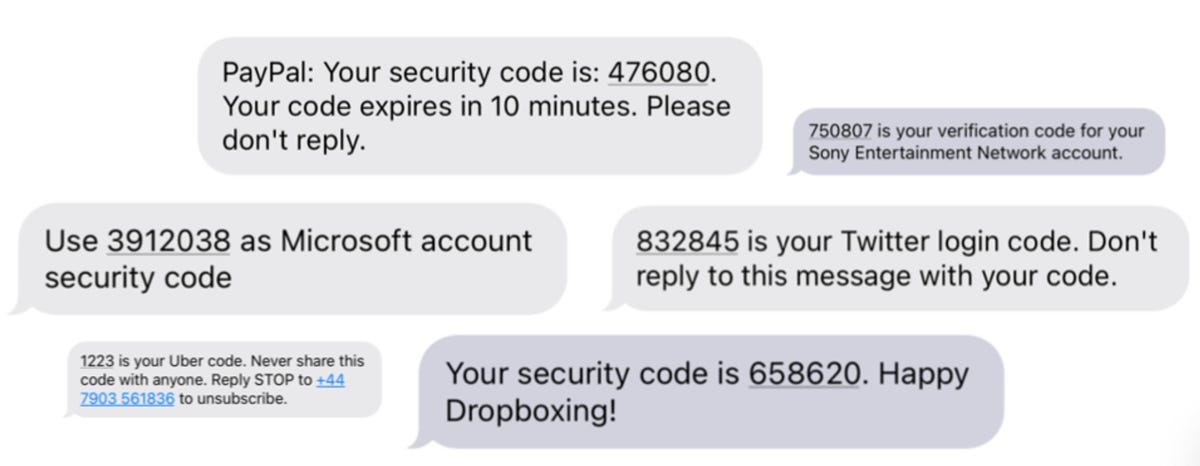 PayPal: Your security code is: 476080.
Your code expires in 10 minutes. Please
don't reply.
750807 is your verification code for your
Sony Entertainment Network account.
Use 3912038 as Microsoft account
security code
832845 is your Twitter login code. Don't
reply to this message with your code.
1223 is your Uber code. Never share this
code with anyone. Reply STOP to +44
7903 561836 to unsubscribe.
Your security code is 658620. Happy
Dropboxing!